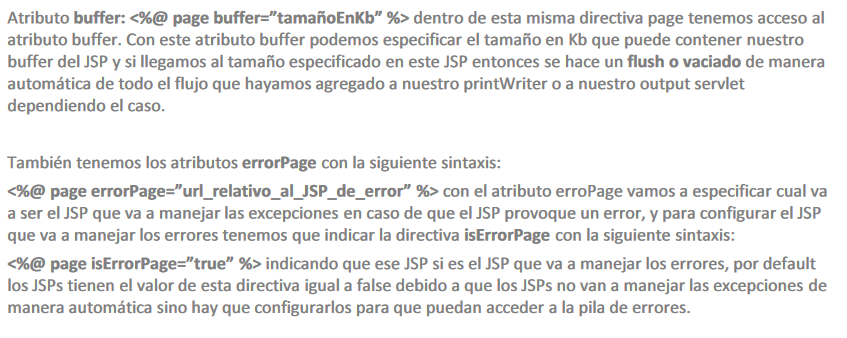 Atributo buffer: <%@ page buffer=”tamañoEnKb” %> dentro de esta misma directiva page tenemos acceso al
atributo buffer. Con este atributo buffer podemos especificar el tamaño en Kb que puede contener nuestro
buffer del JSP y si llegamos al tamaño especificado en este JSP entonces se hace un flush o vaciado de manera
automática de todo el flujo que hayamos agregado a nuestro printWriter o a nuestro output servlet
dependiendo el caso.
También tenemos los atributos errorPage con la siguiente sintaxis:
<%@ page errorPage=”url_relativo_al_JSP_de_error” %> con el atributo erroPage vamos a especificar cual va
a ser el JSP que va a manejar las excepciones en caso de que el JSP provoque un error, y para configurar el JSP
que va a manejar los errores tenemos que indicar la directiva isErrorPage con la siguiente sintaxis:
<%@ page isErrorPage=”true” %> indicando que ese JSP si es el JSP que va a manejar los errores, por default
los JSPs tienen el valor de esta directiva igual a false debido a que los JSPs no van a manejar las excepciones de
manera automática sino hay que configurarlos para que puedan acceder a la pila de errores.